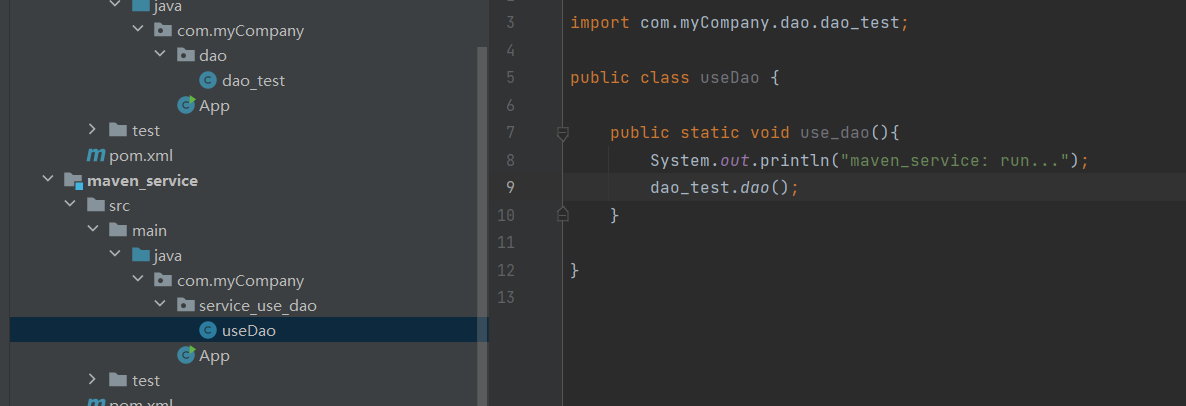 java
com.myCompany
dao
dao_test
App
test
pom.xml
maven_service
src
main
java
com.myCompany
service_use_dao
useDao
App
test
pom.xml
3 import com.myCompany.dao.dao_test;
4
5 public class useDao {
6
7 public static void use_dao(){
8 System.out.println("maven_service: run...");
9 dao_test.dao();
10 }
11
12 }
13